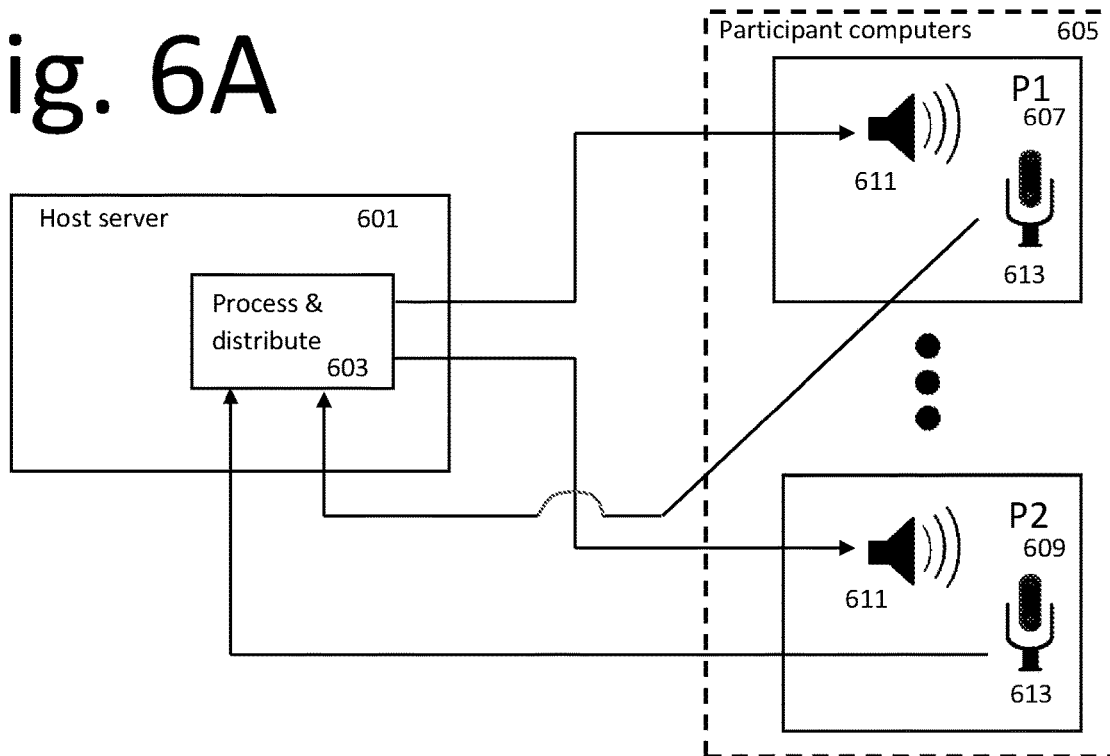 ig. 6A
Participant computers 605
P1
607
611
613
Host server 601
Process &
distribute
603
P2
609
611
613